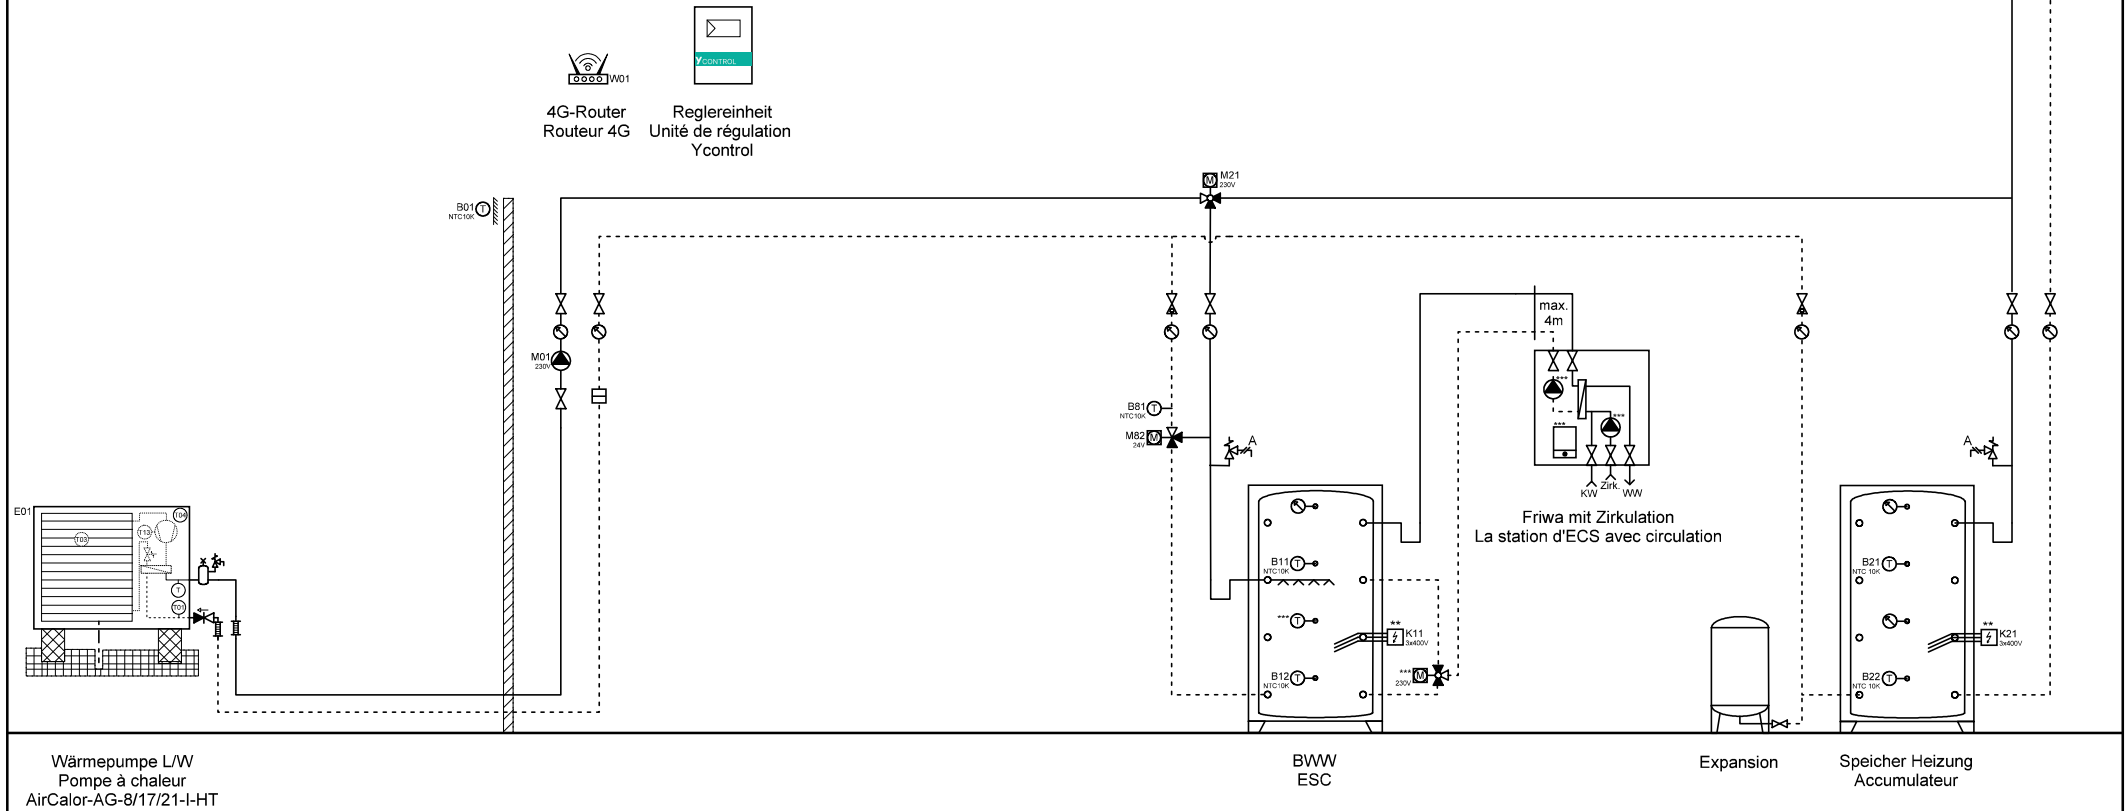 YCONTROL
W01
4G-Router
Routeur 4G
Reglereinheit
Unité de régulation
Ycontrol
M
M21
230V
B01
T
NTC10K
max.
4m
M01
230V
***
B81
T
NTC10K
***
M82
M
24V
A
***
A
KW
Zirk.
WW
Friwa mit Zirkulation
La station d'ECS avec circulation
E01
T04
T13
T03
T
T01
B11
T
NTC10K
***
T
**
K11
3x400V
B12
T
NTC10K
***
M
230V
B21
T
NTC 10K
**
K21
3x400V
B22
T
NTC 10K
Wärmepumpe L/W
Pompe à chaleur
AirCalor-AG-8/17/21-I-HT
BWW
ESC
Expansion
Speicher Heizung
Accumulateur